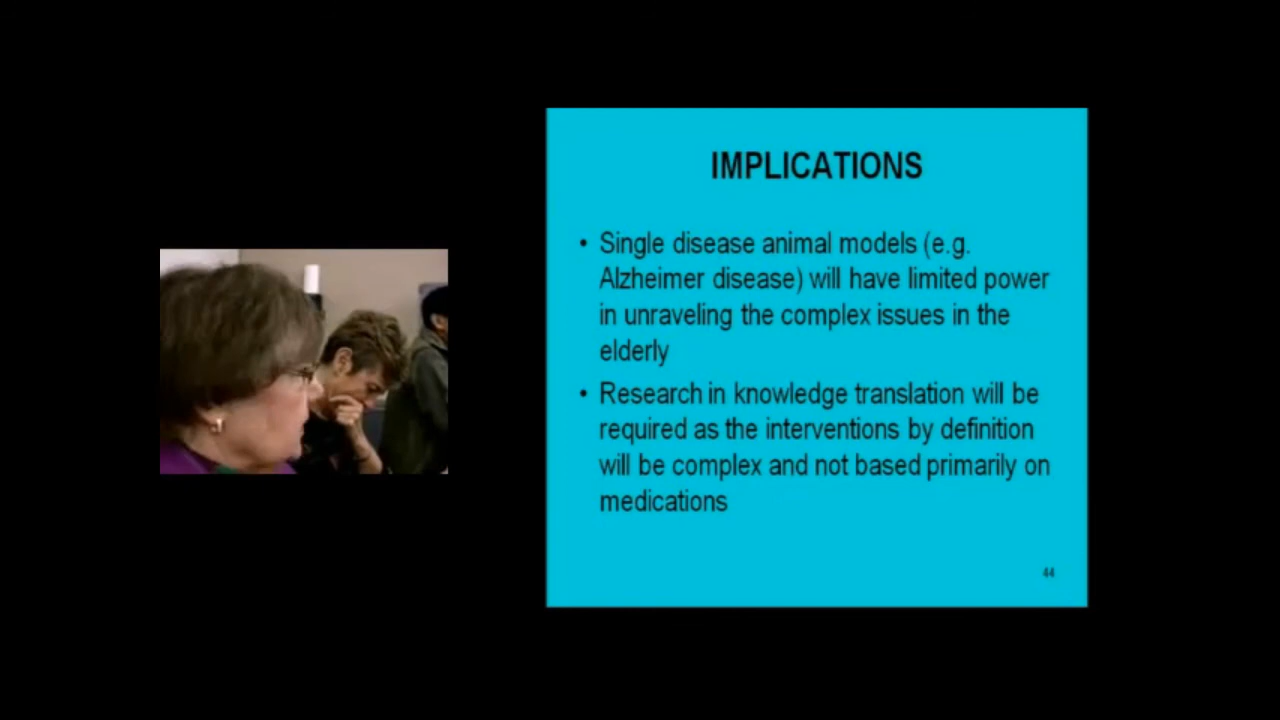 IMPLICATIONS
• Single disease animal models (e.g.
Alzheimer disease) will have limited power
in unraveling the complex issues in the
elderly
• Research in knowledge translation will be
required as the interventions by definition
will be complex and not based primarily on
medications
44